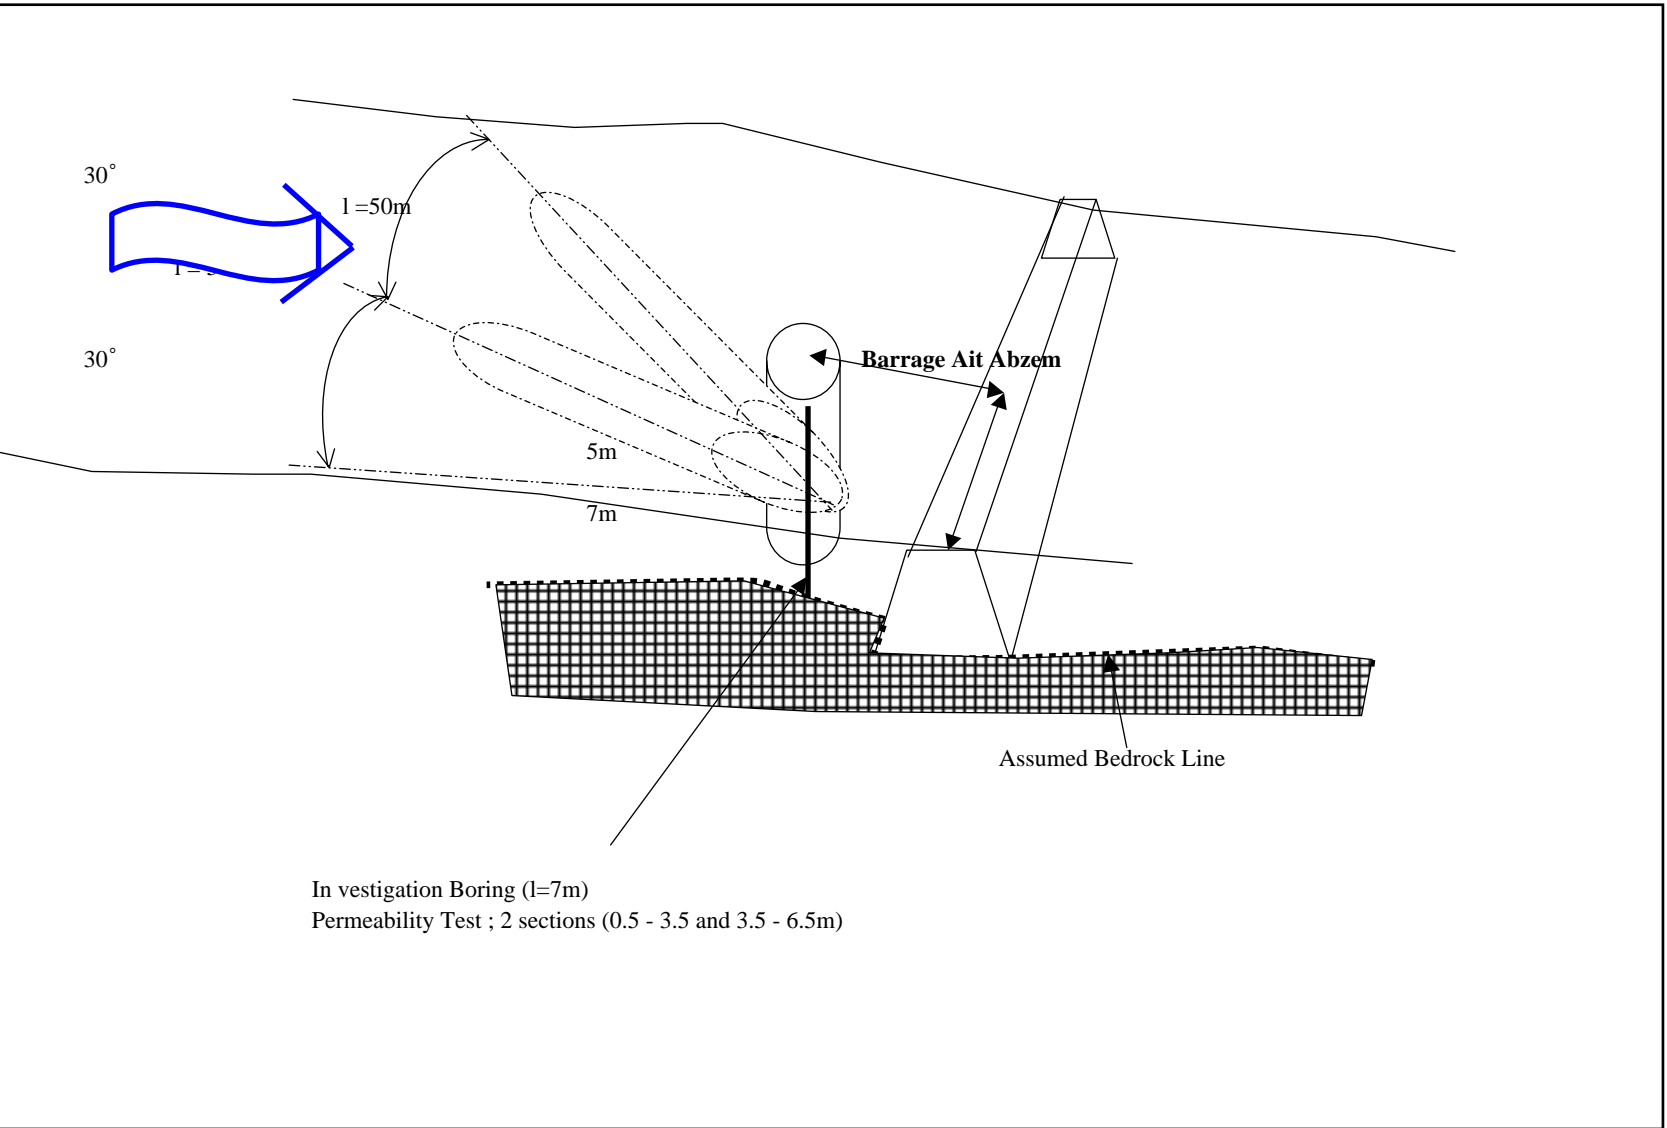 30°
l =50m
30°
Barrage Ait Abzem
5m
7m
Assumed Bedrock Line
In vestigation Boring (l=7m)
Permeability Test ; 2 sections (0.5 - 3.5 and 3.5 - 6.5m)